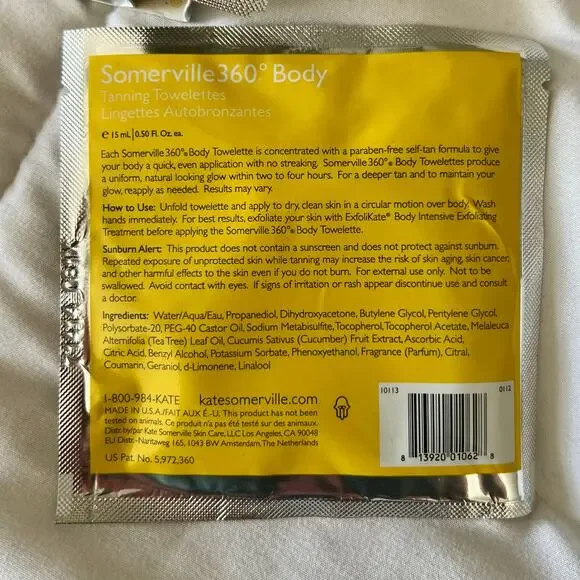 Somerville360.° Body
Tanning Towelettes
Lingettes Autobronzantes
℮ 15 mL | 0.50 Fl. Oz. ea.
Each Somerville360°® Body Towelette is concentrated with a paraben-free self-tan formula to give
your body a quick, even application with no streaking. Somerville360°® Body Towelettes produce
a uniform, natural looking glow within two to four hours. For a deeper tan and to maintain your
glow, reapply as needed. Results may vary.
How to Use: Unfold towelette and apply to dry, clean skin in a circular motion over body. Wash
hands immediately. For best results, exfoliate your skin with ExfoliKate® Body Intensive Exfoliating
Treatment before applying the Somerville360°® Body Towelette.
Sunburn Alert: This product does not contain a sunscreen and does not protect against sunburn.
Repeated exposure of unprotected skin while tanning may increase the risk of skin aging, skin cancer,
and other harmful effects to the skin even if you do not burn. For external use only. Not to be
swallowed. Avoid contact with eyes. If signs of irritation or rash appear discontinue use and consult
a doctor.
Ingredients: Water/Aqua/Eau, Propanediol, Dihydroxyacetone, Butylene Glycol, Pentylene Glycol,
Polysorbate-20, PEG-40 Castor Oil, Sodium Metabisulfite, Tocopherol, Tocopherol Acetate, Melaleuca
Alternifolia (Tea Tree) Leaf Oil, Cucumis Sativus (Cucumber) Fruit Extract, Ascorbic Acid,
Citric Acid, Benzyl Alcohol, Potassium Sorbate, Phenoxyethanol, Fragrance (Parfum), Citral,
Coumarin, Geraniol, d-Limonene, Linalool
1-800-984-KATE katesomerville.com
MADE IN U.S.A./FAIT AUX É.-U. This product has not been
tested on animals. Ce produit n'a pas été testé sur des animaux.
Distr. by/par Kate Somerville Skin Care, LLC Los Angeles, CA 90048
EU Distr.-Naritaweg 165, 1043 BW Amsterdam, The Netherlands
US Pat. No. 5,972,360
10113 0112
8 13920 01062 8